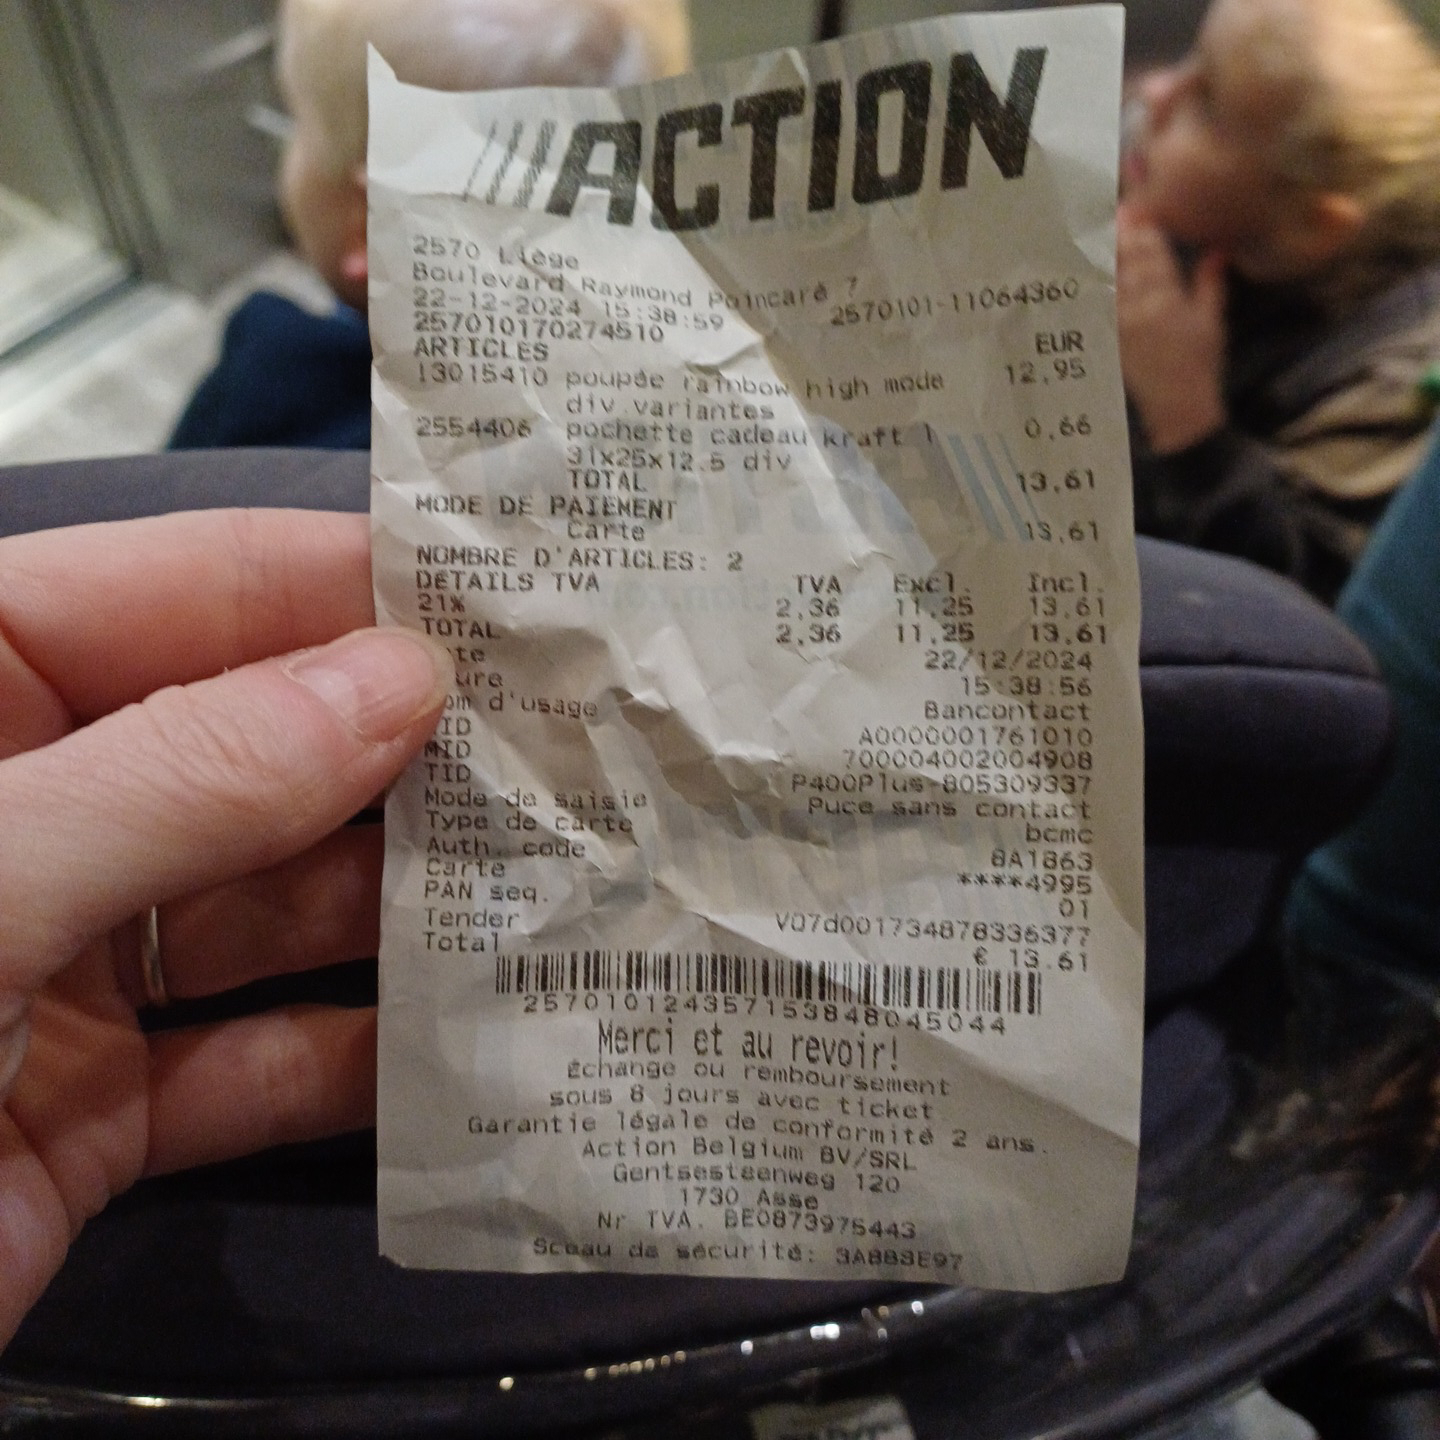 ACTION
2570 Liège
Boulevard Raymond Poincaré 7
22-12-2024 15:38:59 2570101-11064360
257010170274510
ARTICLES EUR
13015410 poupée rainbow high mode 12,95
div.variantes
2554406 pochette cadeau kraft l 0,66
31x25x12.5 div
TOTAL 13,61
MODE DE PAIEMENT
Carte 13,61
NOMBRE D'ARTICLES: 2
DÉTAILS TVA TVA Excl. Incl.
21% 2,36 11,25 13,61
TOTAL 2,36 11,25 13,61
te 22/12/2024
ure 15:38:56
om d'usage Bancontact
ID A0000001761010
MID 700004002004908
TID P400Plus-805309337
Mode de saisie Puce sans contact
Type de carte bcmc
Auth. code 8A1863
Carte ****4995
PAN seq. 01
Tender V07d001734878336377
Total € 13.61
257010124357153848045044
Merci et au revoir!
Échange ou remboursement
sous 8 jours avec ticket
Garantie légale de conformité 2 ans.
Action Belgium BV/SRL
Gentsesteenweg 120
1730 Asse
Nr TVA. BE0873975443
Sceau de sécurité: